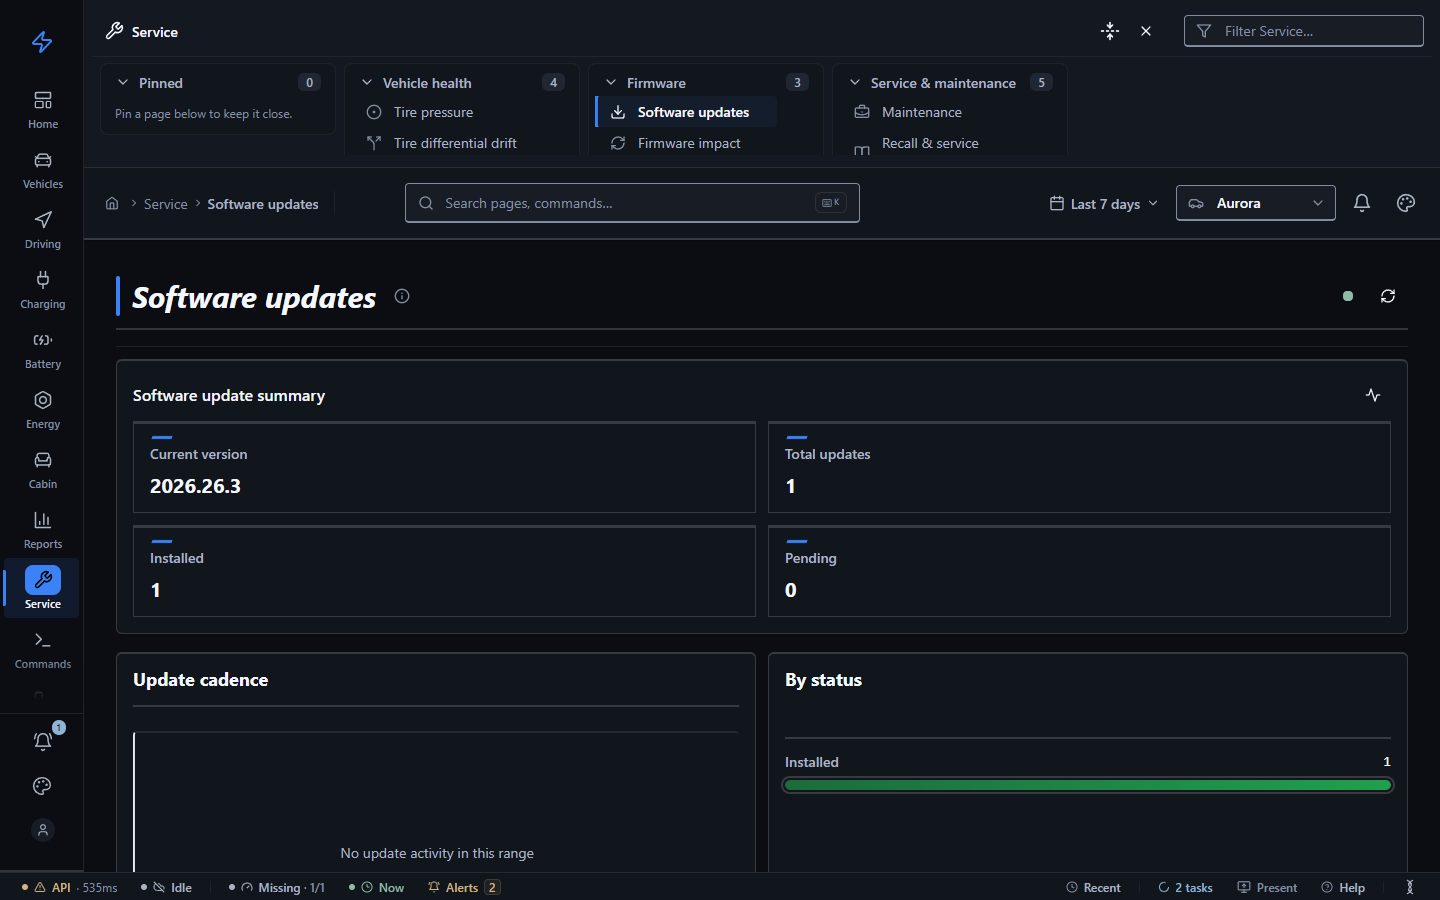 Service
Filter Service...
Pinned
0
Pin a page below to keep it close.
Vehicle health
4
Tire pressure
Tire differential drift
Firmware
3
Software updates
Firmware impact
Service & maintenance
5
Maintenance
Recall & service
Home
Vehicles
Driving
Charging
Battery
Energy
Cabin
Reports
Service
Commands
1
Service
Software updates
Search pages, commands...
K
Last 7 days
Aurora
Software updates
Software update summary
Current version
2026.26.3
Total updates
1
Installed
1
Pending
0
Update cadence
No update activity in this range
By status
Installed
1
API · 535ms
Idle
Missing · 1/1
Now
Alerts 2
Recent
2 tasks
Present
Help